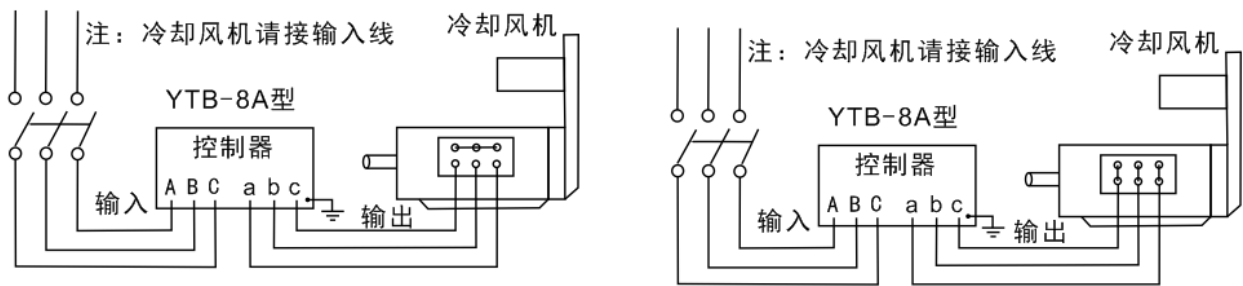 注：冷却风机请接输入线
冷却风机
YTB-8A型
控制器
A B C a b c
输入
输出
注：冷却风机请接输入线
冷却风机
YTB-8A型
控制器
A B C a b c
输入
输出